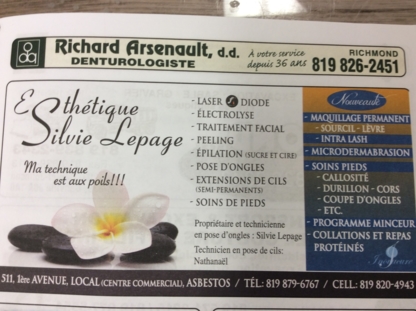 Richard Arsenault, d.d.
DENTUROLOGISTE
À votre service
depuis 36 ans
RICHMOND
819 826-2451
Esthétique
Silvie Lepage
Ma technique
est aux poils!!!
- LASER DIODE
- ÉLECTROLYSE
- TRAITEMENT FACIAL
- PEELING
- ÉPILATION (SUCRE ET CIRE)
- POSE D'ONGLES
- EXTENSIONS DE CILS
(SEMI-PERMANENTS)
- SOINS DE PIEDS
Propriétaire et technicienne
en pose d'ongles : Silvie Lepage
Technicien en pose de cils:
Nathanaël
Nouveauté
- MAQUILLAGE PERMANENT
- SOURCIL - LÈVRE
- INTRA LASH
- MICRODERMABRASION
- SOINS PIEDS
- CALLOSITÉ
- DURILLON - CORS
- COUPE D'ONGLES
- ETC.
- PROGRAMME MINCEUR
- COLLATIONS ET REPAS
PROTÉINÉS
511, 1ère AVENUE, LOCAL (CENTRE COMMERCIAL), ASBESTOS / TÉL: 819 879-6767 / CELL: 819 820-4943